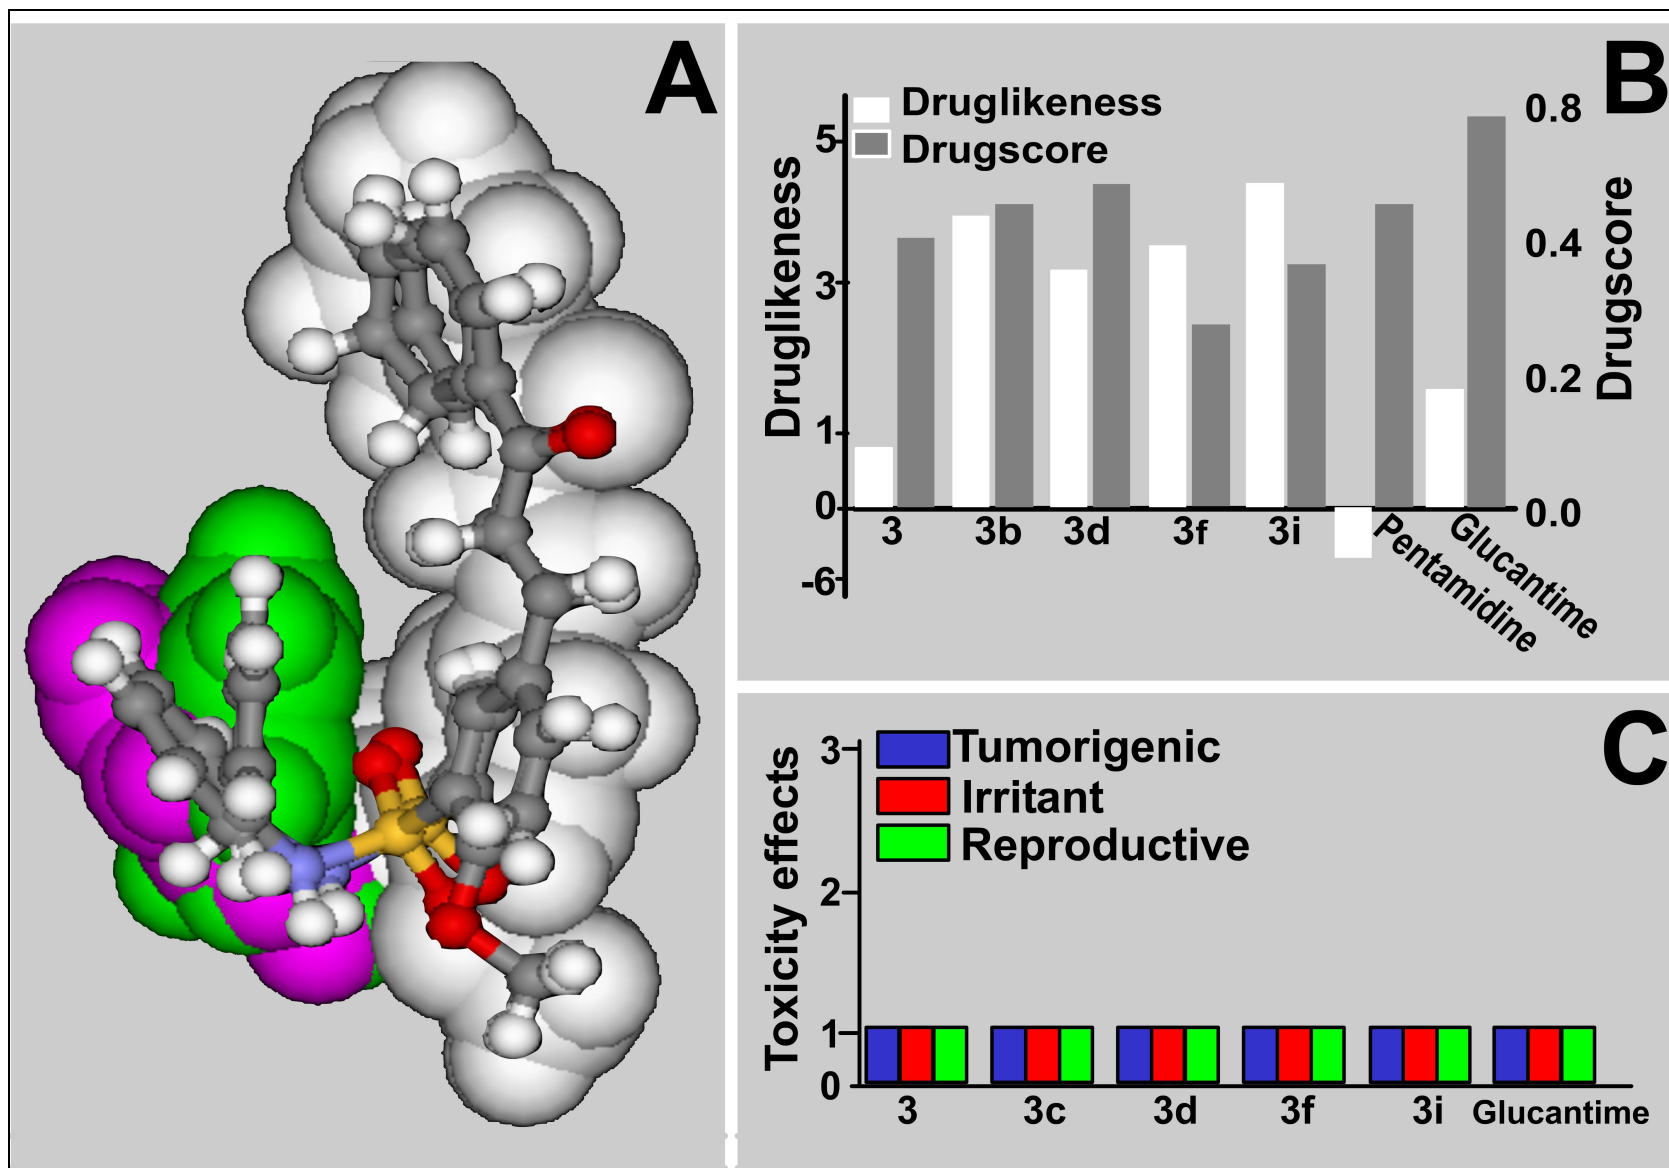 A
B
Druglikeness
Drugscore
Druglikeness
5
3
1
0
-6
0.8
0.4
0.2
0.0
Drugscore
3
3b
3d
3f
3i
Pentamidine
Glucantime
C
Tumorigenic
Irritant
Reproductive
Toxicity effects
3
2
1
0
3
3c
3d
3f
3i
Glucantime